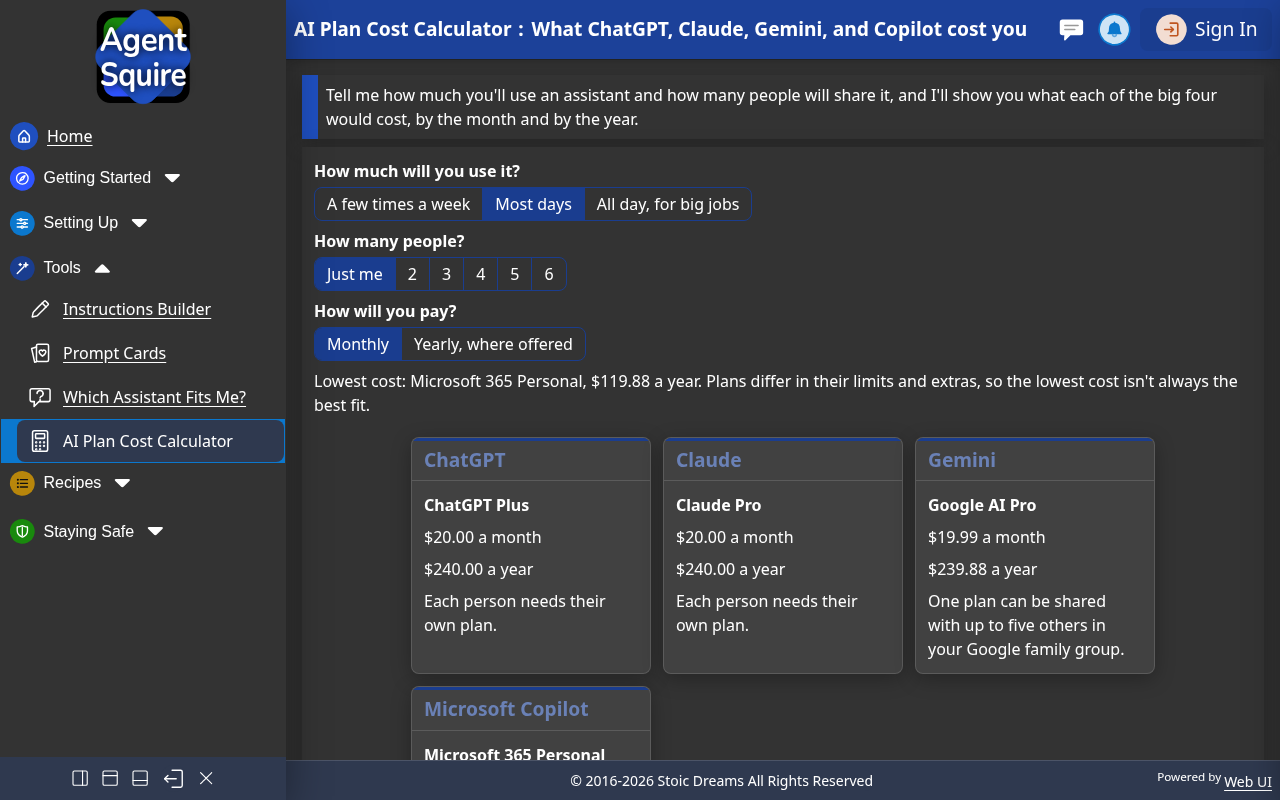 Agent
Squire
Home
Getting Started
Setting Up
Tools
Instructions Builder
Prompt Cards
Which Assistant Fits Me?
AI Plan Cost Calculator
Recipes
Staying Safe
AI Plan Cost Calculator : What ChatGPT, Claude, Gemini, and Copilot cost you
Sign In
Tell me how much you'll use an assistant and how many people will share it, and I'll show you what each of the big four
would cost, by the month and by the year.
How much will you use it?
A few times a week Most days All day, for big jobs
How many people?
Just me 2 3 4 5 6
How will you pay?
Monthly Yearly, where offered
Lowest cost: Microsoft 365 Personal, $119.88 a year. Plans differ in their limits and extras, so the lowest cost isn't always the
best fit.
ChatGPT
ChatGPT Plus
$20.00 a month
$240.00 a year
Each person needs their
own plan.
Claude
Claude Pro
$20.00 a month
$240.00 a year
Each person needs their
own plan.
Gemini
Google AI Pro
$19.99 a month
$239.88 a year
One plan can be shared
with up to five others in
your Google family group.
Microsoft Copilot
Microsoft 365 Personal
© 2016-2026 Stoic Dreams All Rights Reserved
Powered by Web UI